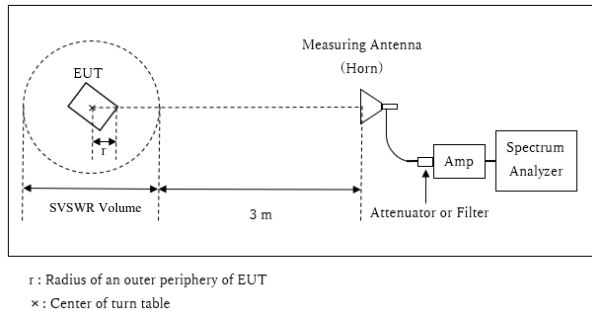 Measuring Antenna
(Horn)
EUT
×
r
Amp
Spectrum
Analyzer
SVSWR Volume
3 m
Attenuator or Filter
r : Radius of an outer periphery of EUT
× : Center of turn table